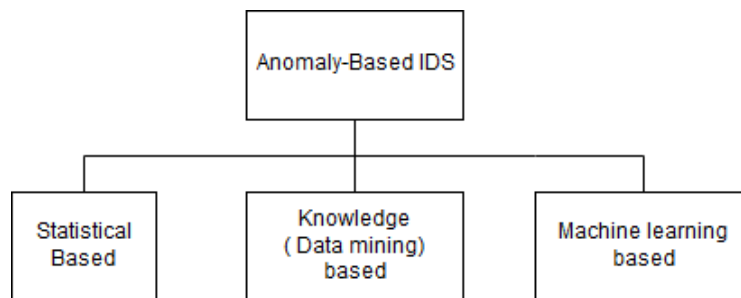 Anomaly-Based IDS
Statistical
Based
Knowledge
( Data mining)
based
Machine learning
based